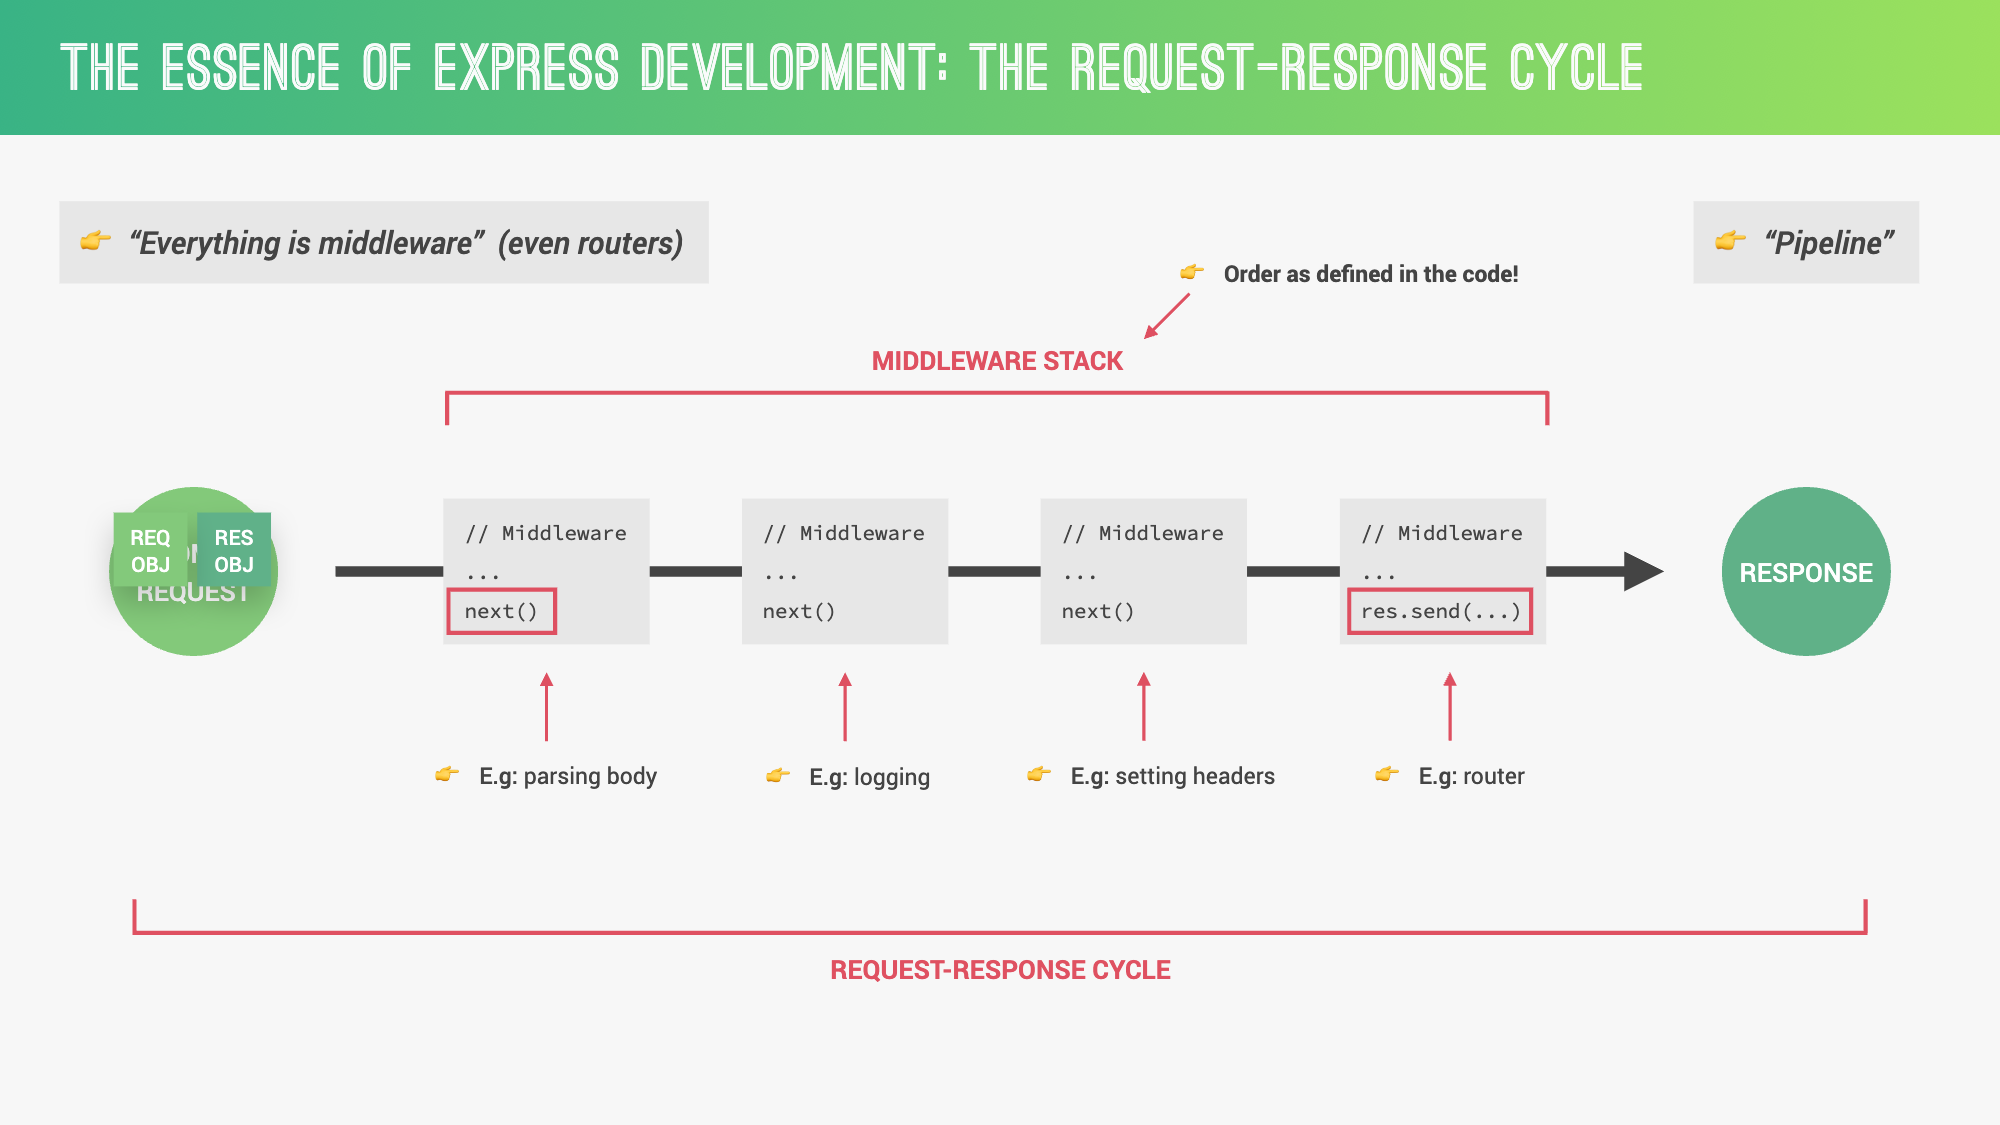 THE ESSENCE OF EXPRESS DEVELOPMENT: THE REQUEST-RESPONSE CYCLE
👉 “Everything is middleware” (even routers)
👉 “Pipeline”
👉 Order as defined in the code!
MIDDLEWARE STACK
REQ
OBJ
RES
OBJ
REQUEST
// Middleware
...
next()
// Middleware
...
next()
// Middleware
...
next()
// Middleware
...
res.send(...)
RESPONSE
👉 E.g: parsing body
👉 E.g: logging
👉 E.g: setting headers
👉 E.g: router
REQUEST-RESPONSE CYCLE